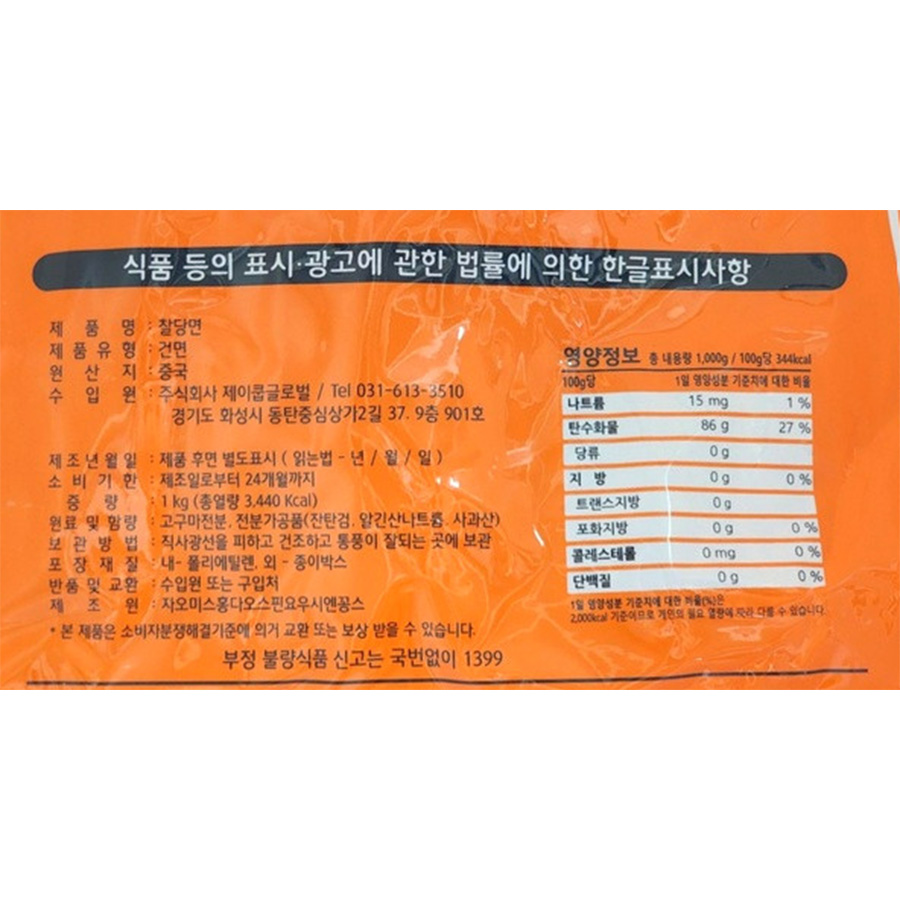 식품 등의 표시·광고에 관한 법률에 의한 한글표시사항
제품명 : 찰당면
제품유형 : 건면
원산지 : 중국
수입원 : 주식회사 제이쿱글로벌 / Tel 031-613-3510
경기도 화성시 동탄중심상가2길 37. 9층 901호
제조년월일 : 제품 후면 별도표시 ( 읽는법 - 년 / 월 / 일 )
소비기한 : 제조일로부터 24개월까지
중량 : 1 kg (총열량 3.440 Kcal)
원료 및 함량 : 고구마전분. 전분가공품(잔탄검. 알긴산나트륨. 사과산)
보관방법 : 직사광선을 피하고 건조하고 통풍이 잘되는 곳에 보관
포장재질 : 내- 폴리에틸렌. 외 - 종이박스
반품 및 교환 : 수입원 또는 구입처
제조원 : 자오미스홍다오스핀요우시엔꽁스
* 본 제품은 소비자분쟁해결기준에 의거 교환 또는 보상 받을 수 있습니다.
부정 불량식품 신고는 국번없이 1399
영양정보 총 내용량 1,000g / 100g당 344kcal
100g당 1일 영양성분 기준치에 대한 비율
나트륨 15 mg 1 %
탄수화물 86 g 27 %
당류 0 g
지방 0 g 0 %
트랜스지방 0 g
포화지방 0 g 0 %
콜레스테롤 0 mg 0 %
단백질 0 g 0 %
1일 영양성분 기준치에 대한 비율(%)은
2,000kcal 기준이므로 개인의 필요 열량에 따라 다를 수 있습니다.